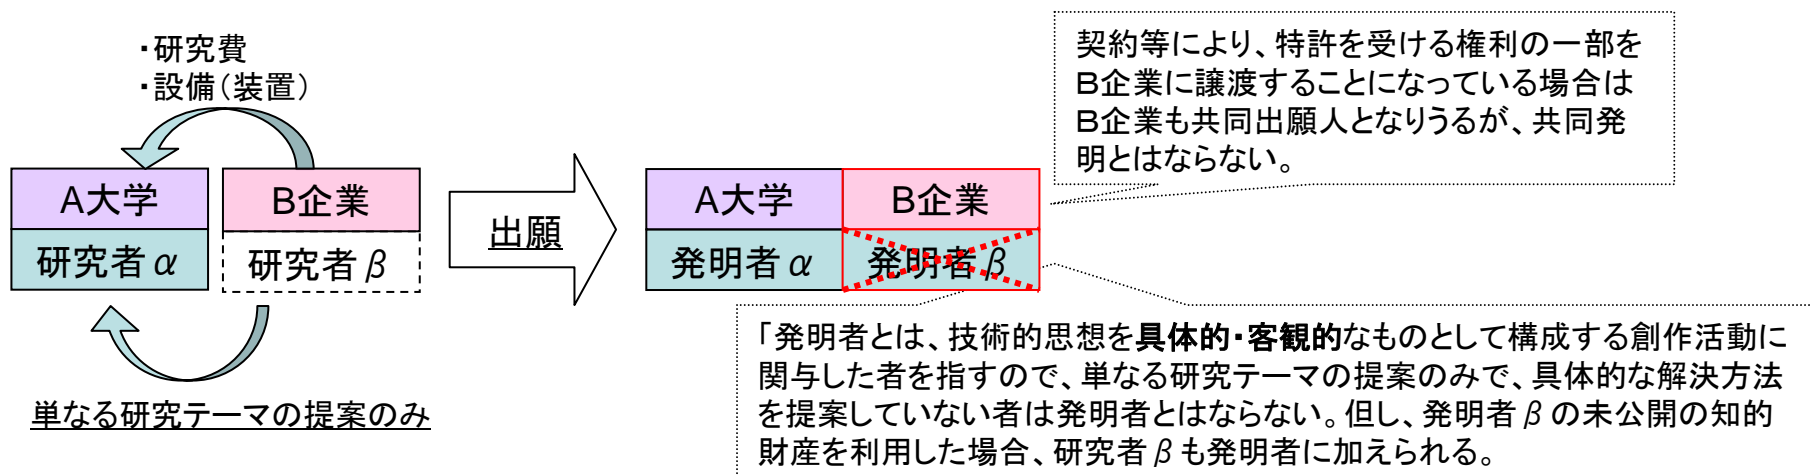 ・研究費
・設備（装置）
A大学
B企業
研究者α
研究者β
単なる研究テーマの提案のみ
出願
A大学
B企業
発明者α
発明者β
契約等により、特許を受ける権利の一部を
B企業に譲渡することになっている場合は
B企業も共同出願人となりうるが、共同発
明とはならない。
「発明者とは、技術的思想を具体的・客観的なものとして構成する創作活動に
関与した者を指すので、単なる研究テーマの提案のみで、具体的な解決方法
を提案していない者は発明者とはならない。但し、発明者βの未公開の知的
財産を利用した場合、研究者βも発明者に加えられる。